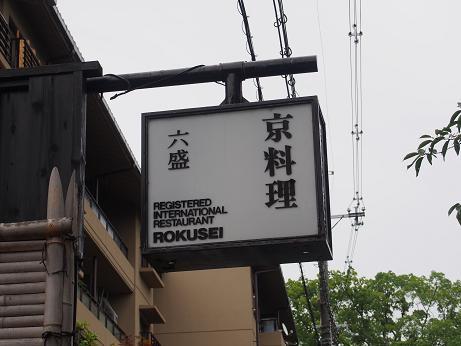 京料理
六盛
REGISTERED
INTERNATIONAL
RESTAURANT
ROKUSEI